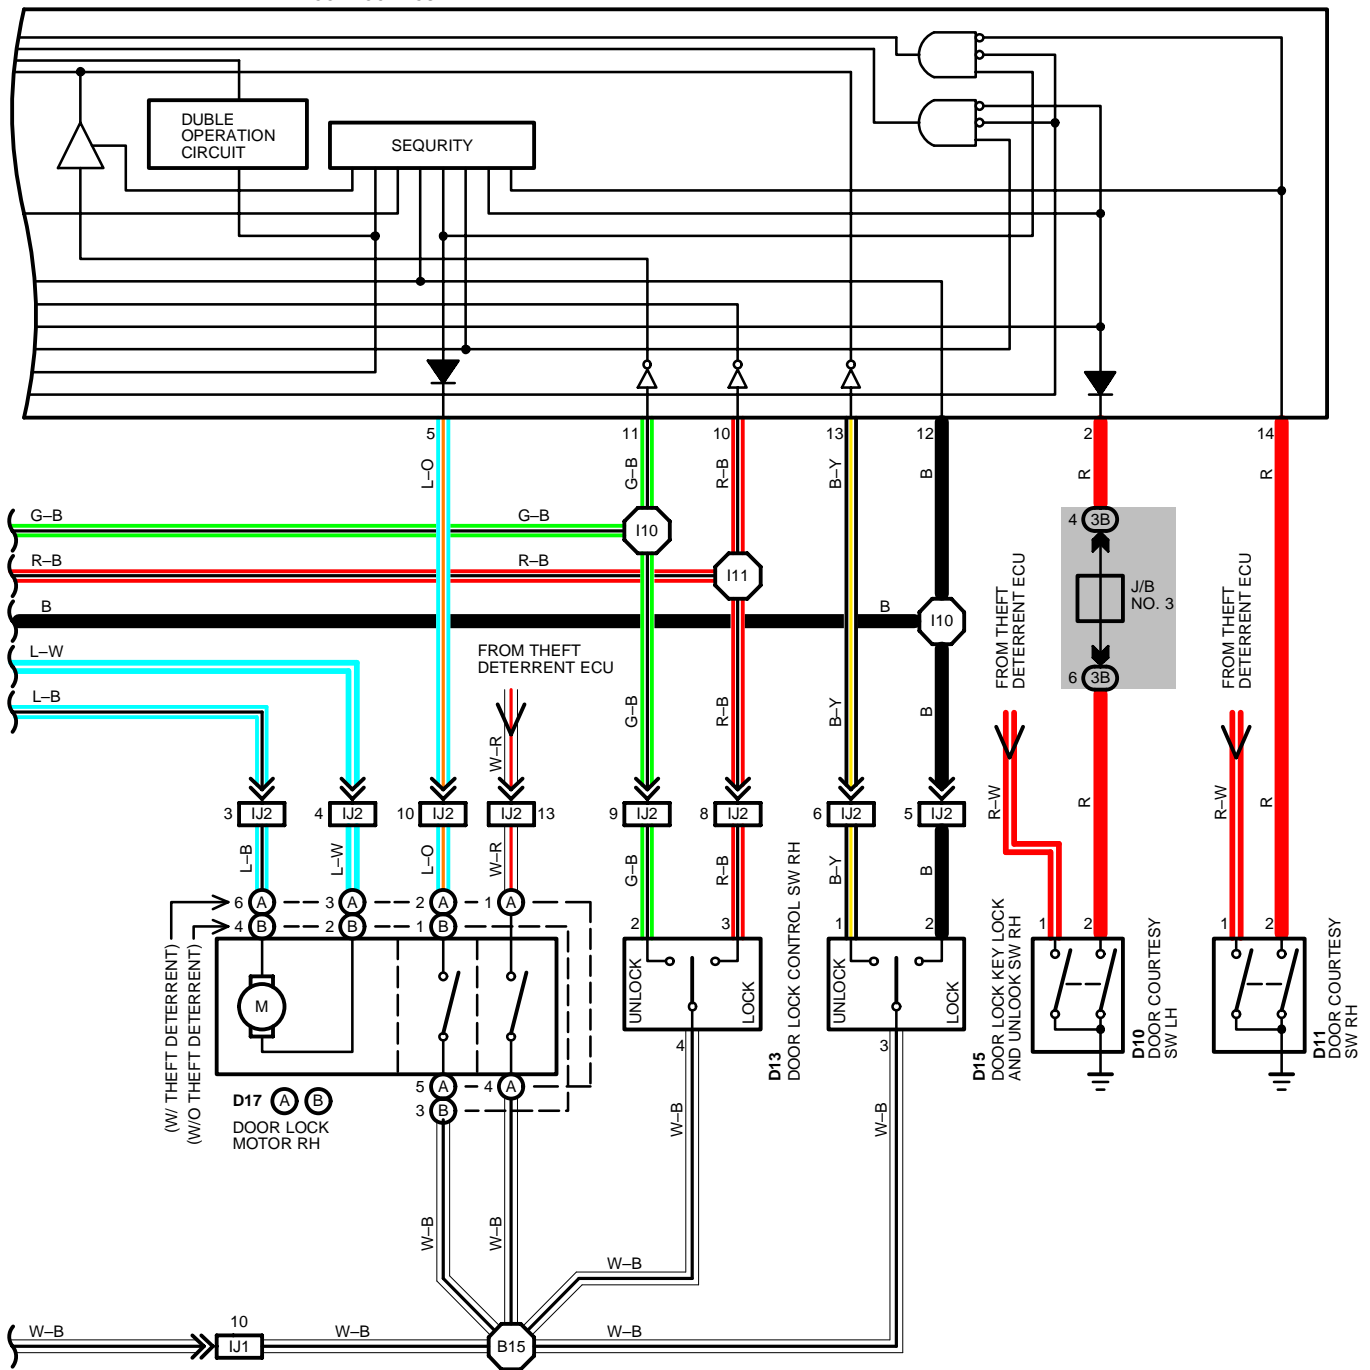 DUBLE
OPERATION
CIRCUIT
SEQURITY
5
11
10
13
12
2
14
L–O
G–B
R–B
B–Y
B
R
R
G–B
G–B
I10
4
3B
R–B
R–B
I11
J/B
NO. 3
B
B
I10
L–W
FROM THEFT
DETERRENT ECU
FROM THEFT
DETERRENT ECU
FROM THEFT
DETERRENT ECU
6
3B
L–B
W–R
G–B
R–B
B–Y
B
R–W
R
R–W
R
3
IJ2
4
IJ2
10
IJ2
IJ2
13
9
IJ2
8
IJ2
6
IJ2
5
IJ2
L–B
L–W
L–O
W–R
G–B
R–B
B–Y
B
6
A
3
A
2
A
1
A
4
B
2
B
1
B
2
3
1
2
1
2
1
2
(W/ THEFT DETERRENT)
(W/O THEFT DETERRENT)
M
UNLOCK
LOCK
UNLOCK
LOCK
D13
DOOR LOCK CONTROL SW RH
D15
DOOR LOCK KEY LOCK
AND UNLOOK SW RH
D10
DOOR COURTESY
SW LH
D11
DOOR COURTESY
SW RH
4
3
5
A
4
A
3
B
D17
A
B
DOOR LOCK
MOTOR RH
W–B
W–B
W–B
W–B
W–B
W–B
10
IJ1
W–B
B15
W–B